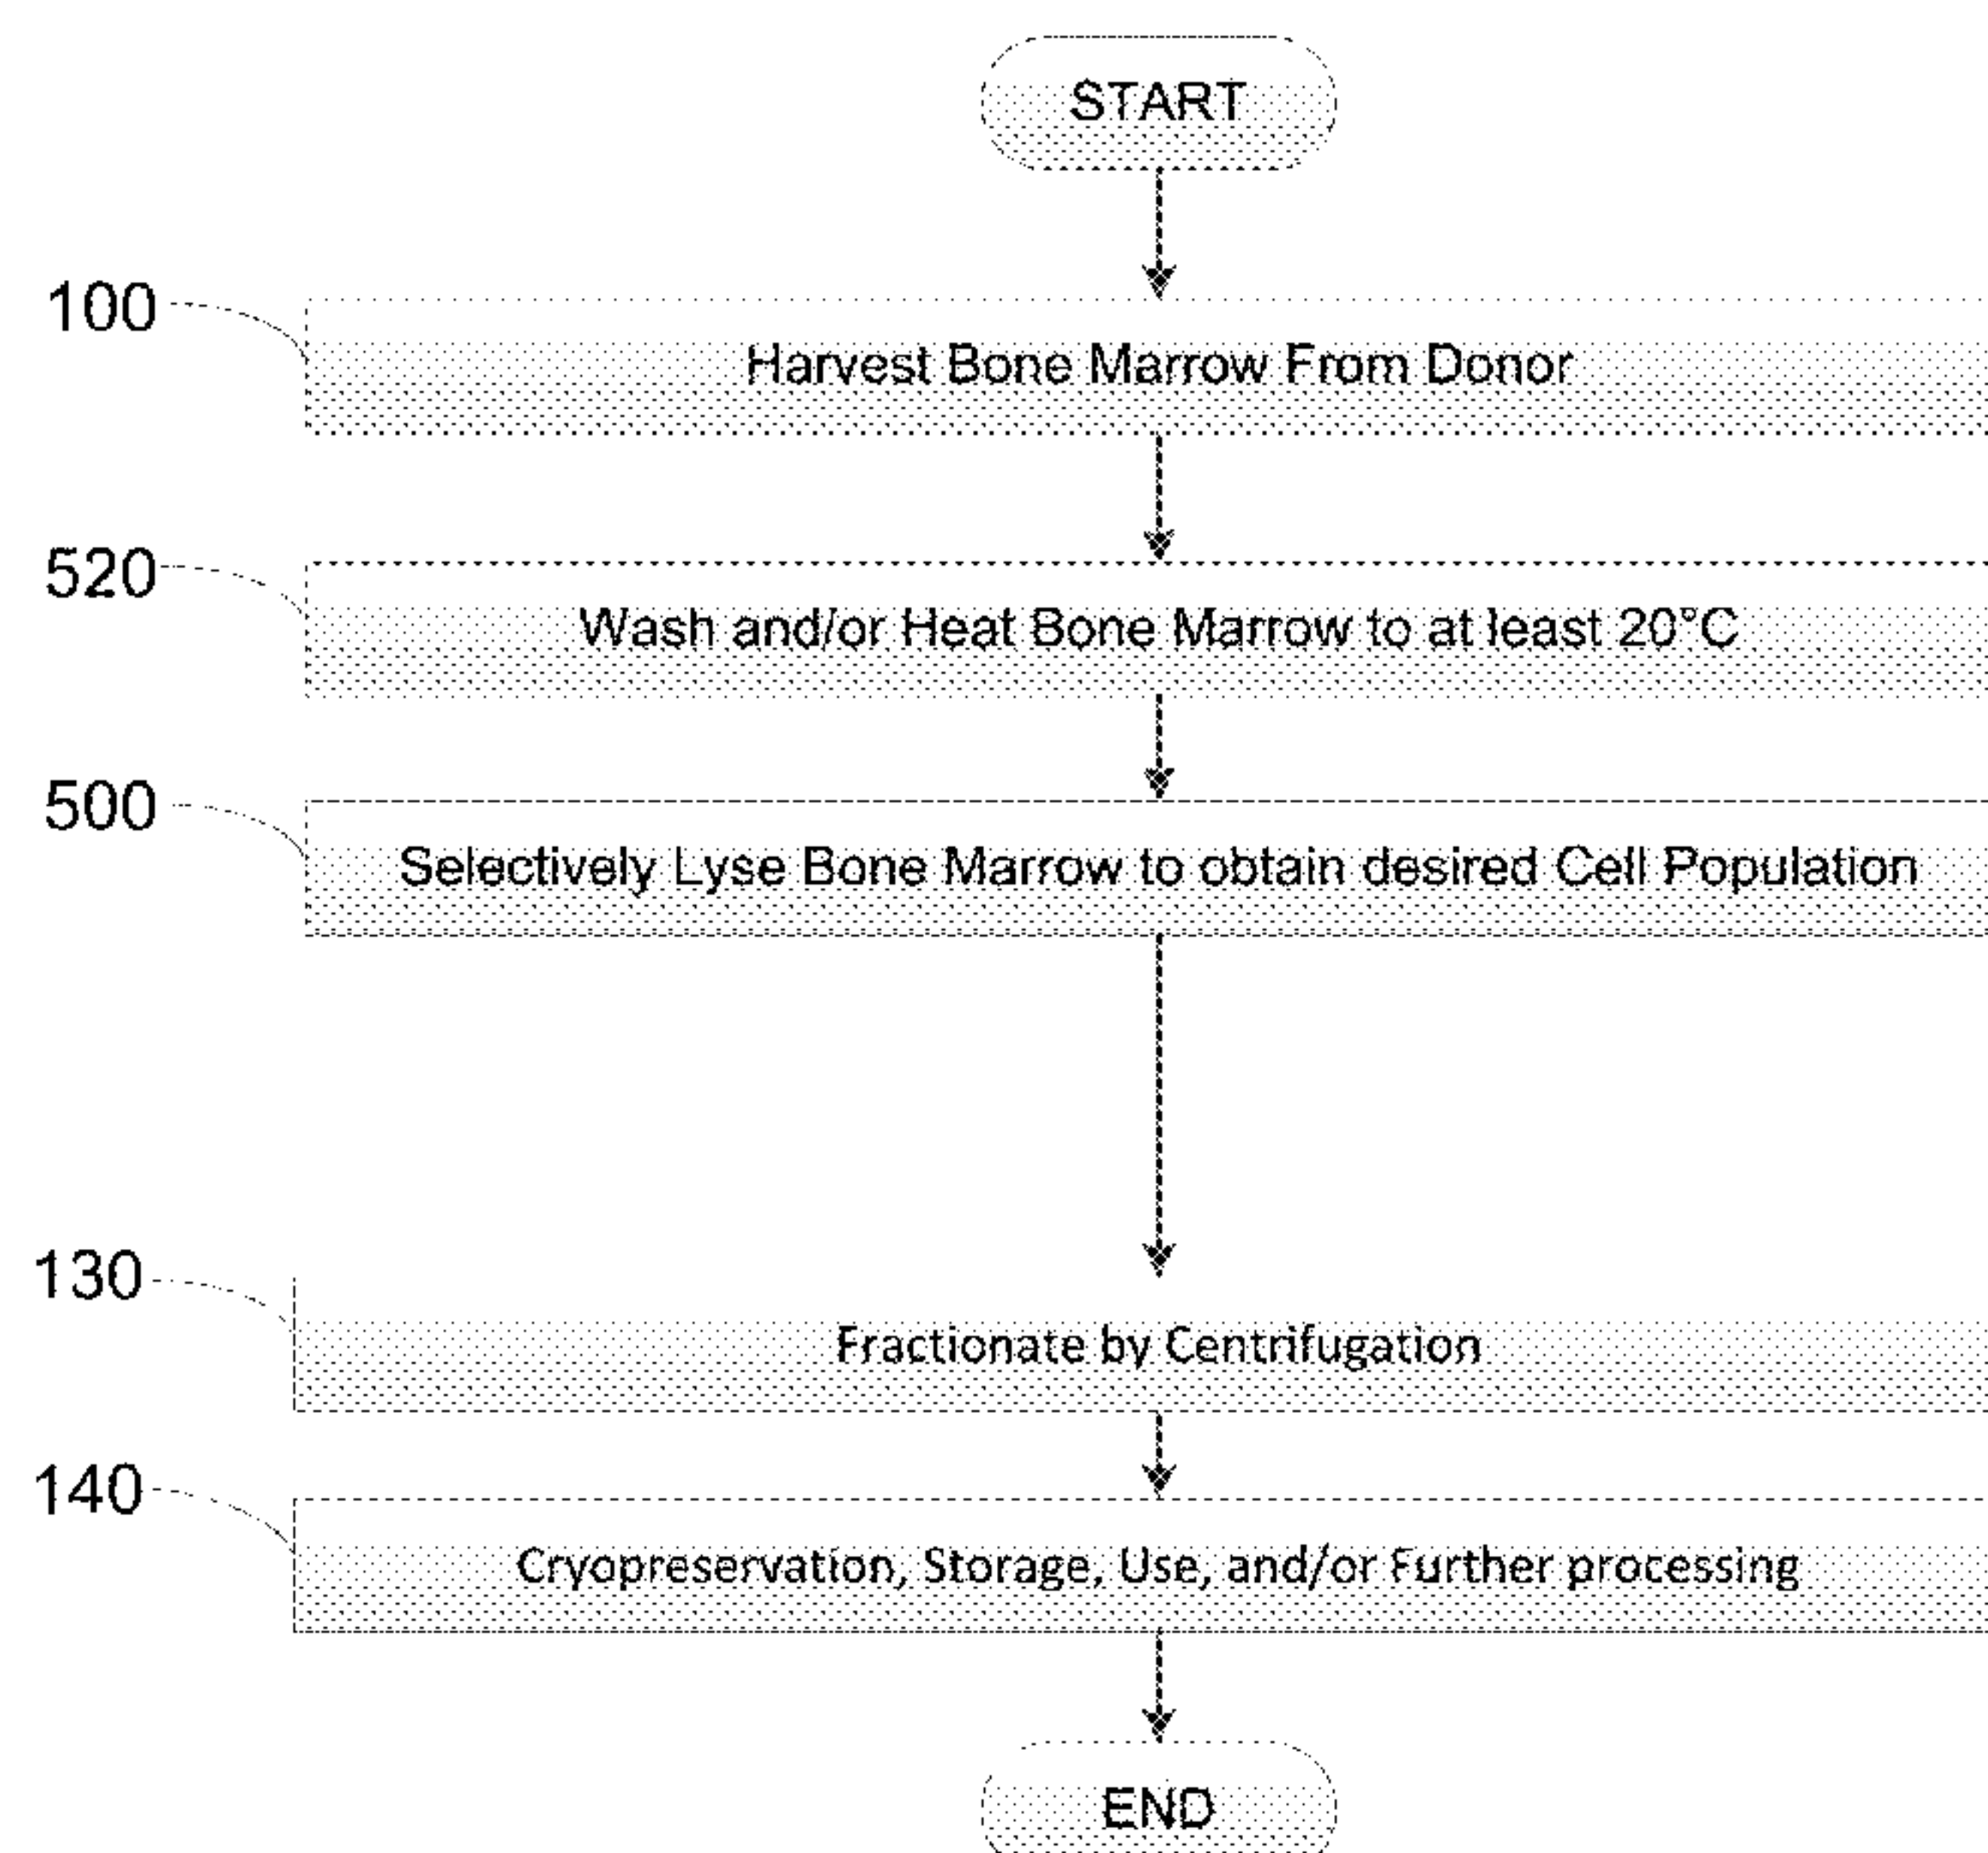 START
100
Harvest Bone Marrow From Donor
520
Wash and/or Heat Bone Marrow to at least 20°C
500
Selectively Lyse Bone Marrow to obtain desired Cell Population
130
Fractionate by Centrifugation
140
Cryopreservation, Storage, Use, and/or Further processing
END